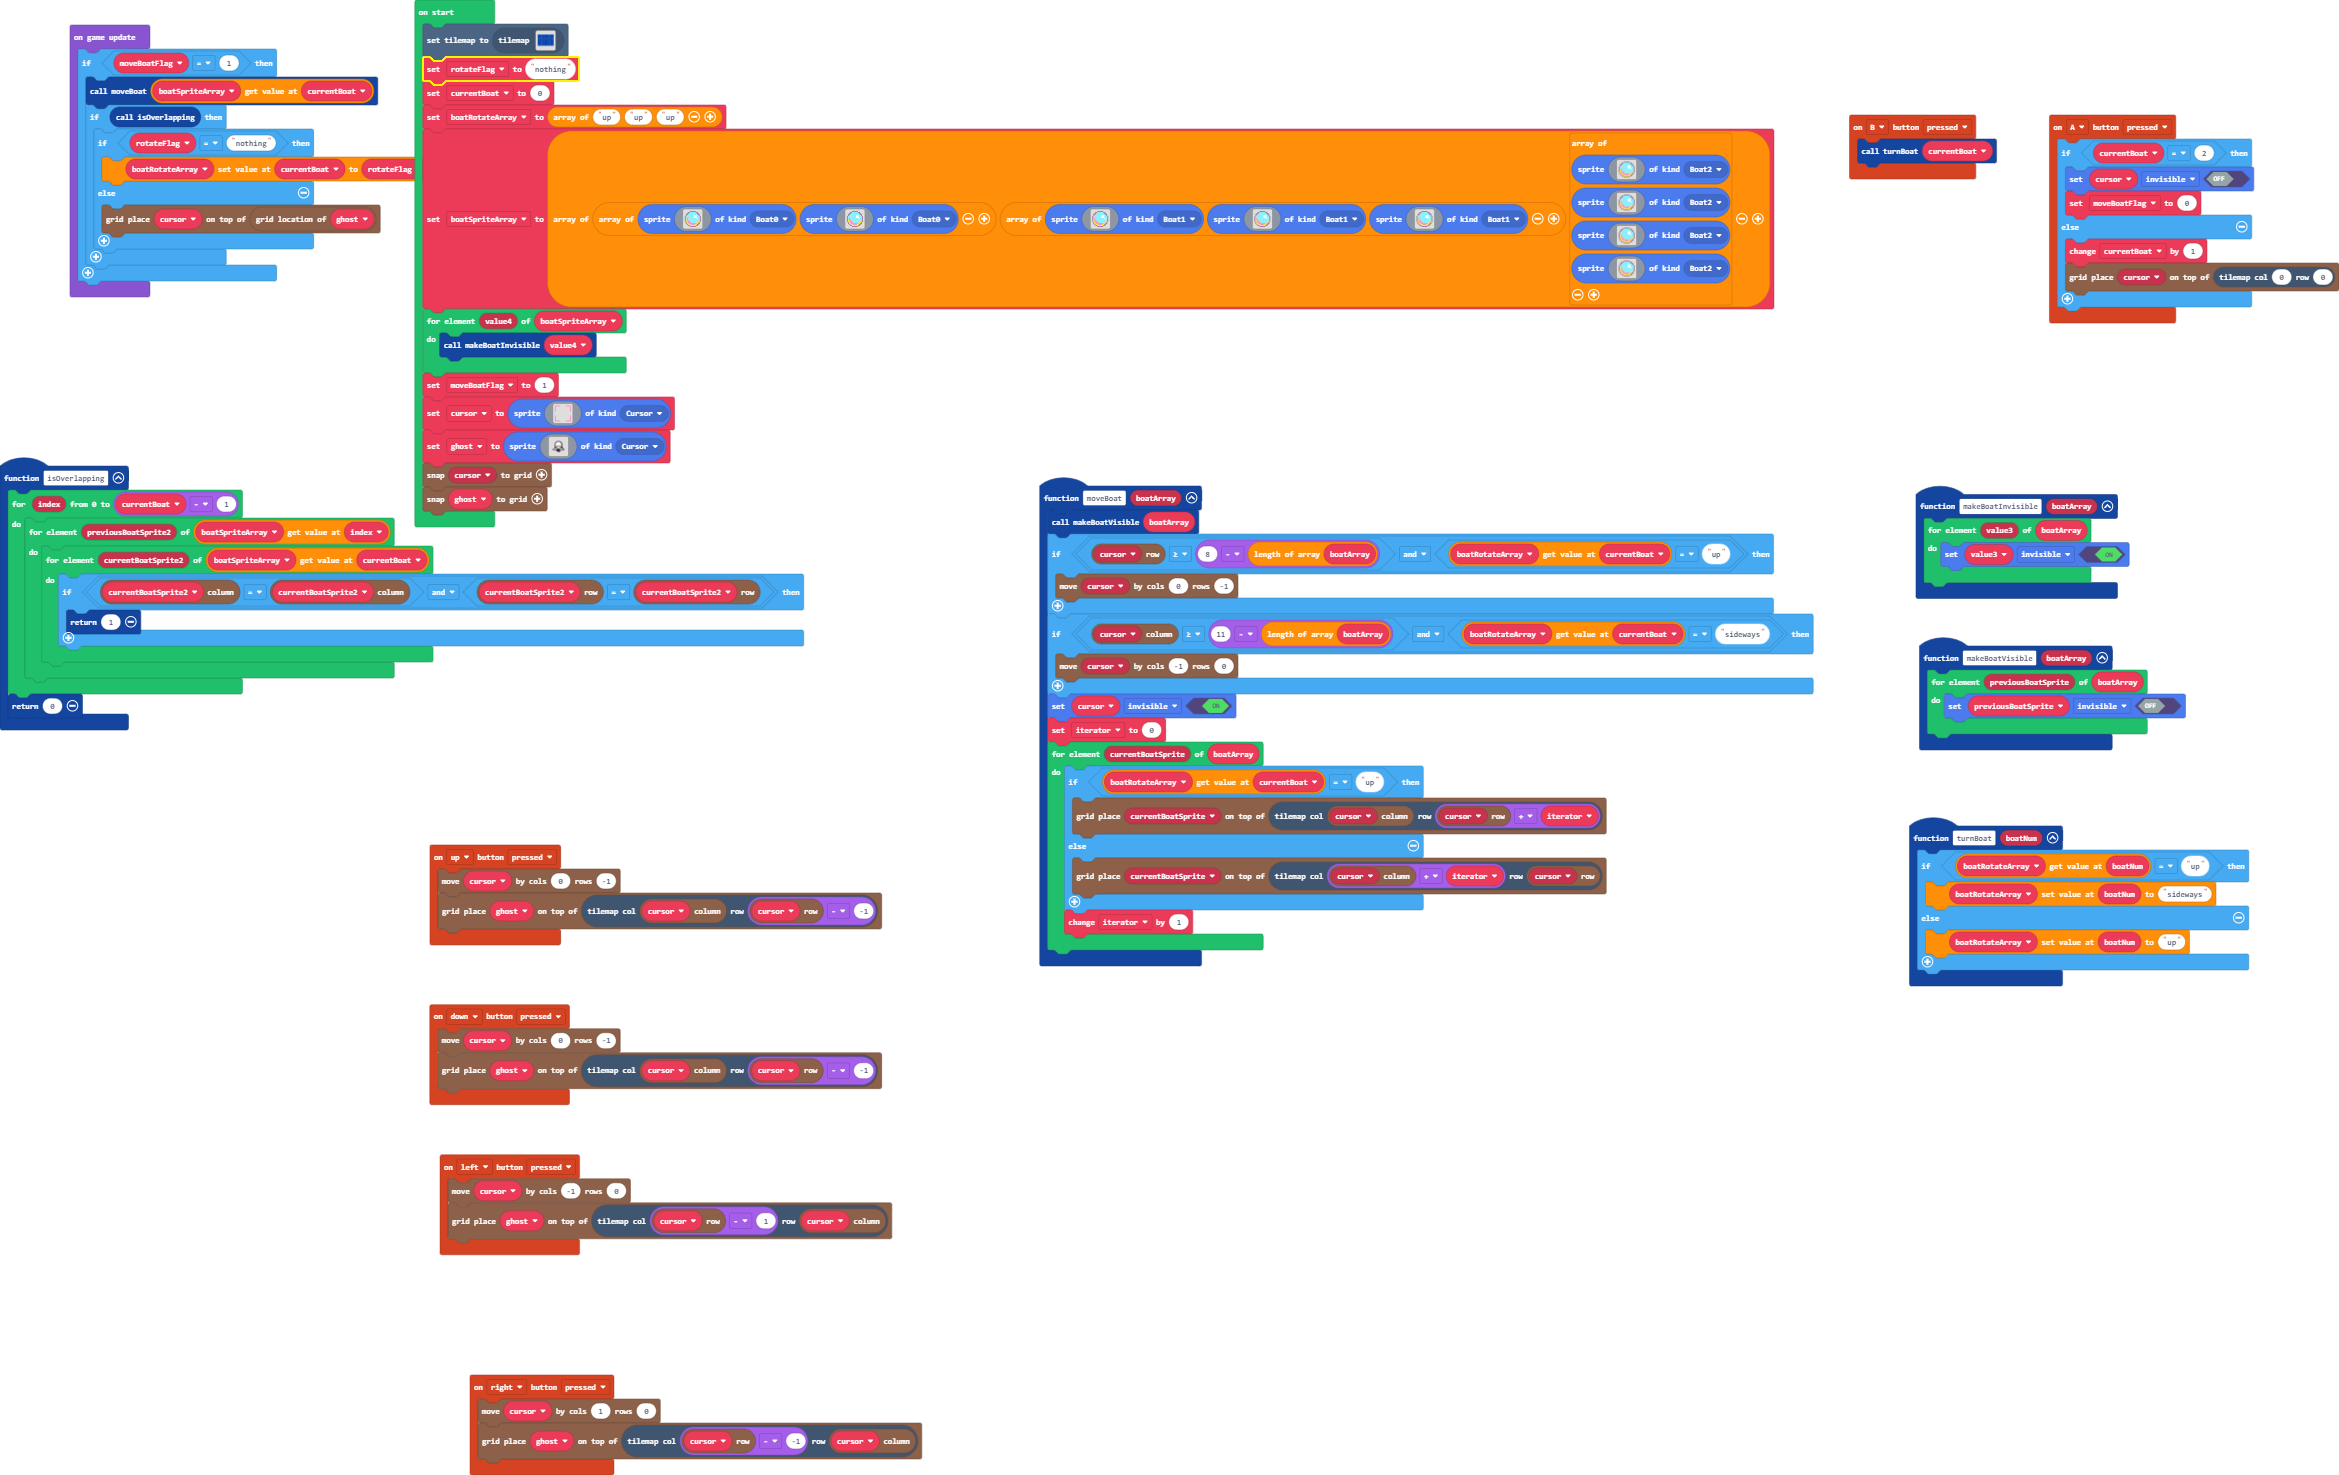 on game update
if moveBoatFlag = 1 then
call moveBoat boatSpriteArray get value at currentBoat
if call isOverlapping then
if rotateFlag = "nothing" then
boatRotateArray set value at currentBoat to rotateFlag
else
grid place cursor on top of grid location of ghost
on start
set tilemap to tilemap
set rotateFlag to "nothing"
set currentBoat to 0
set boatRotateArray to array of "up" "up" "up"
set boatSpriteArray to array of array of sprite of kind Boat0 sprite of kind Boat0 array of sprite of kind Boat1 sprite of kind Boat1 sprite of kind Boat1
array of
sprite of kind Boat2
sprite of kind Boat2
sprite of kind Boat2
sprite of kind Boat2
for element value4 of boatSpriteArray
do call makeBoatInvisible value4
set moveBoatFlag to 1
set cursor to sprite of kind Cursor
set ghost to sprite of kind Cursor
snap cursor to grid
snap ghost to grid
on B button pressed
call turnBoat currentBoat
on A button pressed
if currentBoat = 2 then
set cursor invisible OFF
set moveBoatFlag to 0
else
change currentBoat by 1
grid place cursor on top of tilemap col 0 row 0
function isOverlapping
for index from 0 to currentBoat - 1
do for element previousBoatSprite2 of boatSpriteArray get value at index
do for element currentBoatSprite2 of boatSpriteArray get value at currentBoat
do if currentBoatSprite2 column = currentBoatSprite2 column and currentBoatSprite2 row = currentBoatSprite2 row then
return 1
return 0
function moveBoat boatArray
call makeBoatVisible boatArray
if cursor row ≥ 8 - length of array boatArray and boatRotateArray get value at currentBoat = "up" then
move cursor by cols 0 rows -1
if cursor column ≥ 11 - length of array boatArray and boatRotateArray get value at currentBoat = "sideways" then
move cursor by cols -1 rows 0
set cursor invisible ON
set iterator to 0
for element currentBoatSprite of boatArray
do if boatRotateArray get value at currentBoat = "up" then
grid place currentBoatSprite on top of tilemap col cursor column row cursor row + iterator
else
grid place currentBoatSprite on top of tilemap col cursor column + iterator row cursor row
change iterator by 1
function makeBoatInvisible boatArray
for element value3 of boatArray
do set value3 invisible ON
function makeBoatVisible boatArray
for element previousBoatSprite of boatArray
do set previousBoatSprite invisible OFF
function turnBoat boatNum
if boatRotateArray get value at boatNum = "up" then
boatRotateArray set value at boatNum to "sideways"
else
boatRotateArray set value at boatNum to "up"
on up button pressed
move cursor by cols 0 rows -1
grid place ghost on top of tilemap col cursor column row cursor row - -1
on down button pressed
move cursor by cols 0 rows -1
grid place ghost on top of tilemap col cursor column row cursor row - -1
on left button pressed
move cursor by cols -1 rows 0
grid place ghost on top of tilemap col cursor row - 1 row cursor column
on right button pressed
move cursor by cols 1 rows 0
grid place ghost on top of tilemap col cursor row - -1 row cursor column